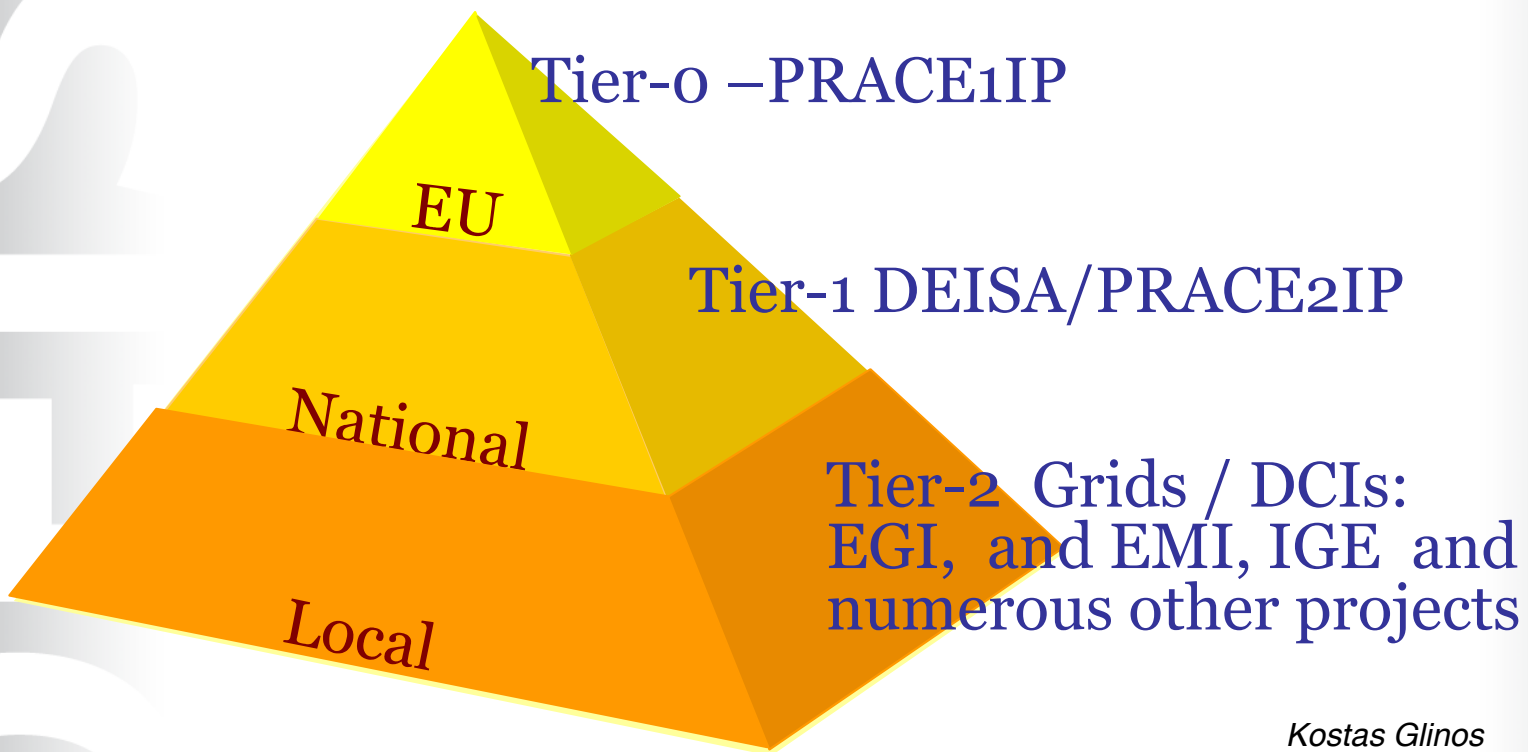 Tier-0 –PRACE1IP
EU
Tier-1 DEISA/PRACE2IP
National
Tier-2 Grids / DCIs:
EGI, and EMI, IGE and
numerous other projects
Local
Kostas Glinos